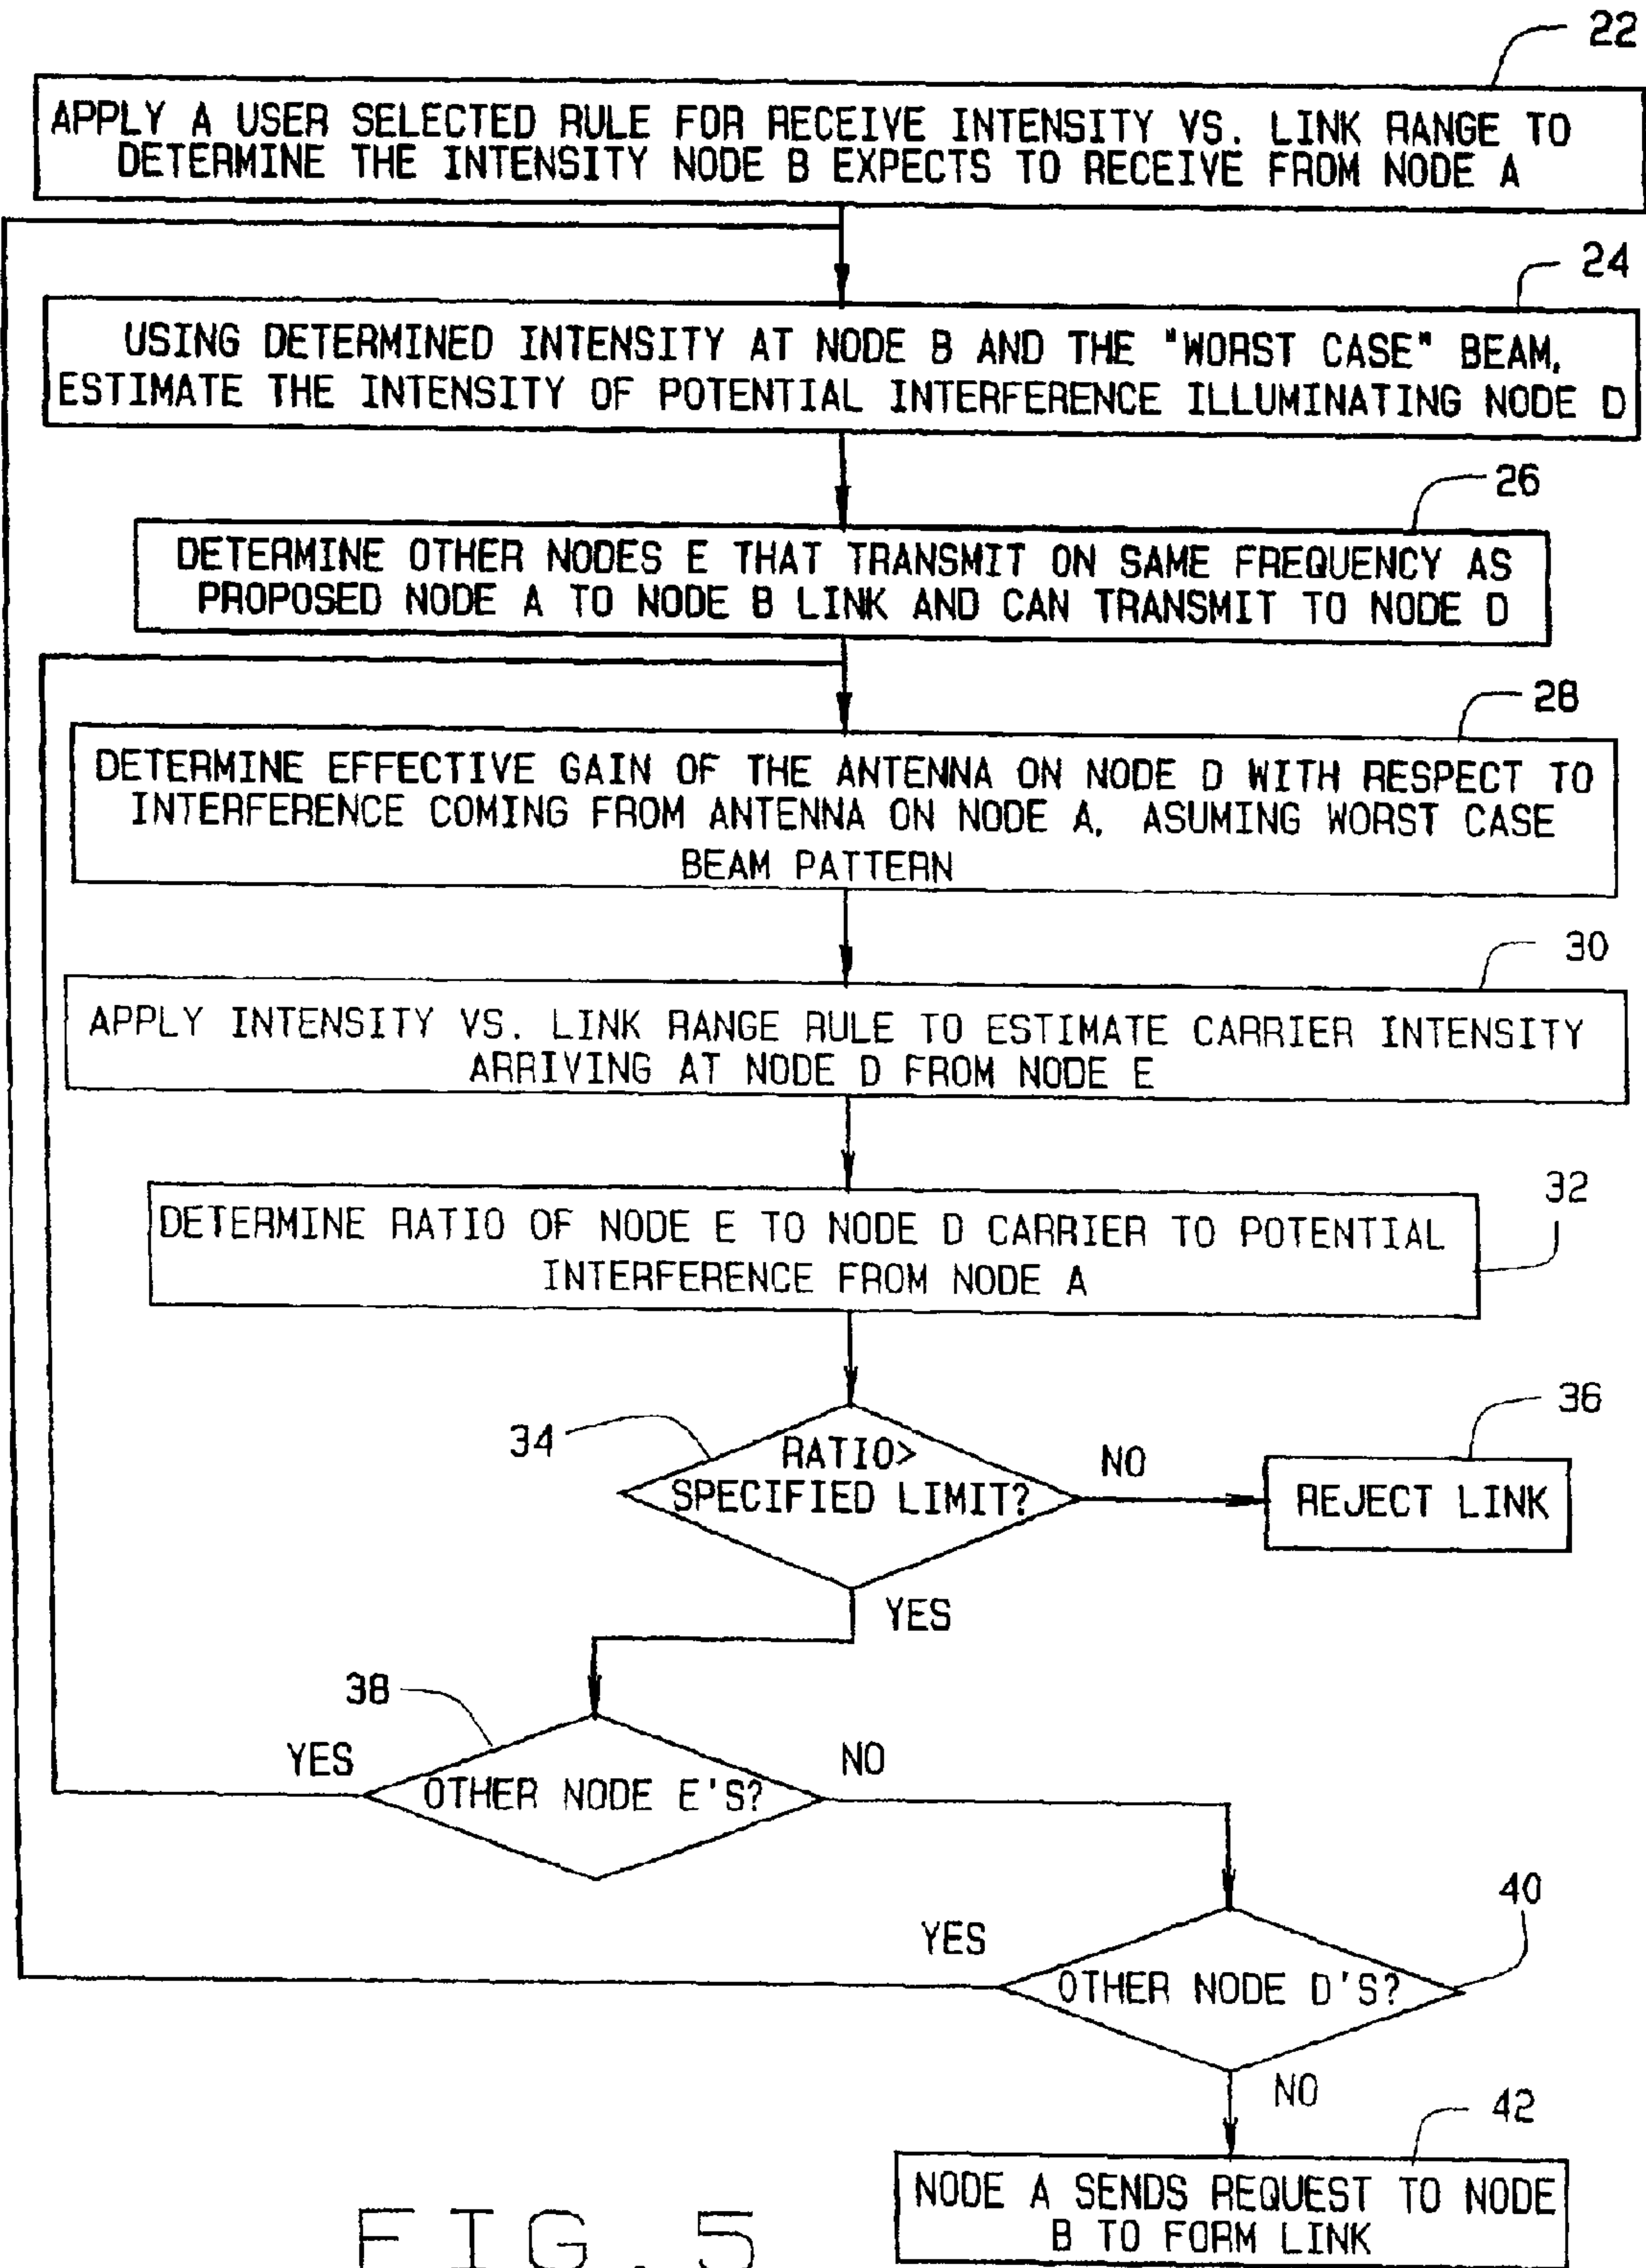 22
APPLY A USER SELECTED RULE FOR RECEIVE INTENSITY VS. LINK RANGE TO
DETERMINE THE INTENSITY NODE B EXPECTS TO RECEIVE FROM NODE A
24
USING DETERMINED INTENSITY AT NODE B AND THE "WORST CASE" BEAM,
ESTIMATE THE INTENSITY OF POTENTIAL INTERFERENCE ILLUMINATING NODE D
26
DETERMINE OTHER NODES E THAT TRANSMIT ON SAME FREQUENCY AS
PROPOSED NODE A TO NODE B LINK AND CAN TRANSMIT TO NODE D
28
DETERMINE EFFECTIVE GAIN OF THE ANTENNA ON NODE D WITH RESPECT TO
INTERFERENCE COMING FROM ANTENNA ON NODE A, ASUMING WORST CASE
BEAM PATTERN
30
APPLY INTENSITY VS. LINK RANGE RULE TO ESTIMATE CARRIER INTENSITY
ARRIVING AT NODE D FROM NODE E
32
DETERMINE RATIO OF NODE E TO NODE D CARRIER TO POTENTIAL
INTERFERENCE FROM NODE A
34
RATIO>
SPECIFIED LIMIT?
NO
36
REJECT LINK
YES
38
YES
OTHER NODE E'S?
NO
40
YES
OTHER NODE D'S?
NO
42
NODE A SENDS REQUEST TO NODE
B TO FORM LINK
FIG.5